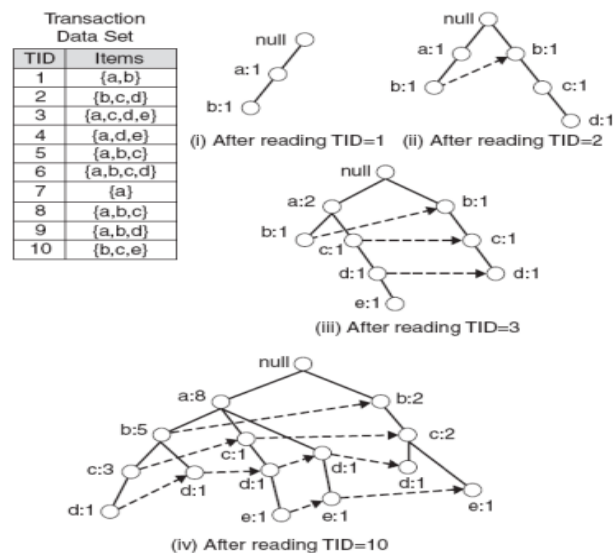 Transaction
Data Set
TID Items
1 {a,b}
2 {b,c,d}
3 {a,c,d,e}
4 {a,d,e}
5 {a,b,c}
6 {a,b,c,d}
7 {a}
8 {a,b,c}
9 {a,b,d}
10 {b,c,e}
null
a:1
b:1
(i) After reading TID=1
null
a:1 b:1
b:1 c:1
d:1
(ii) After reading TID=2
null
a:2 b:1
b:1 c:1 c:1
d:1 d:1
e:1
(iii) After reading TID=3
null
a:8 b:2
b:5 c:2
c:3 c:1 d:1
d:1 d:1 d:1 d:1
e:1 e:1 e:1
(iv) After reading TID=10